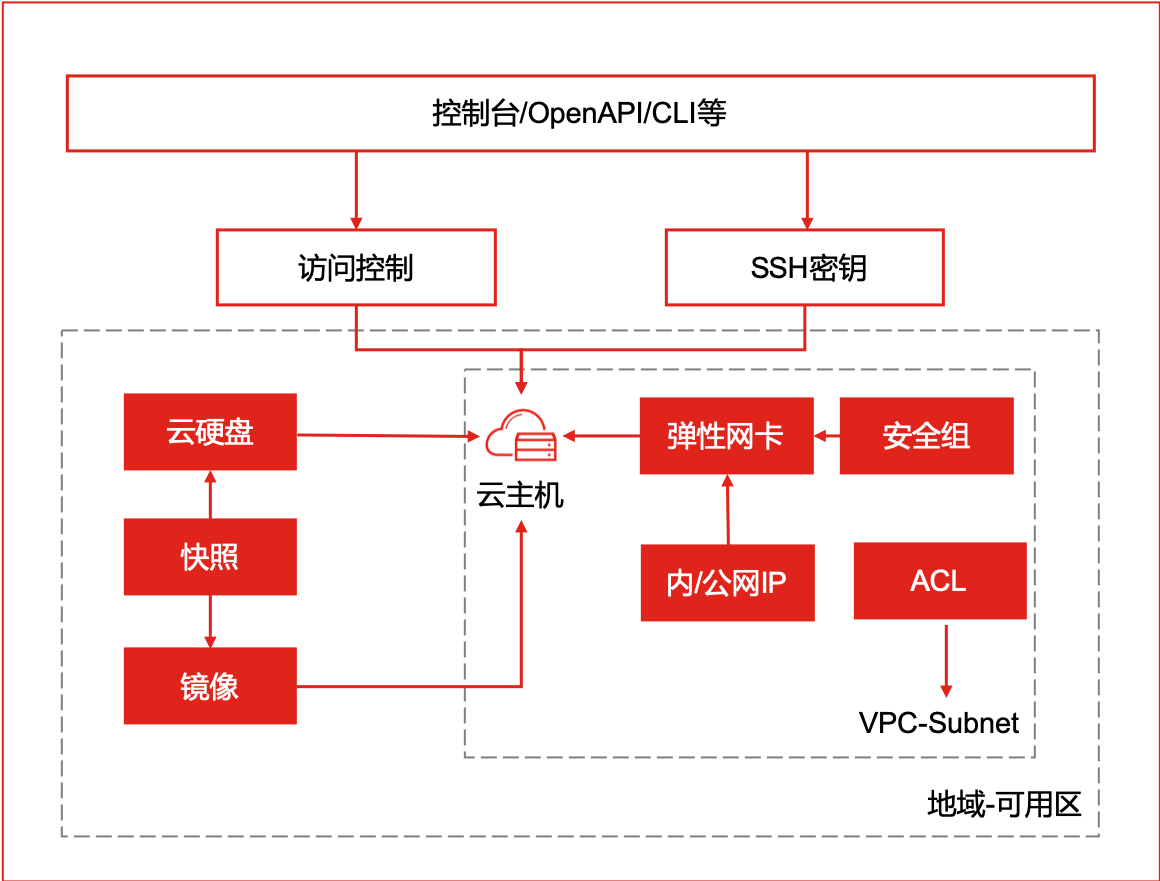 控制台/OpenAPI/CLI等
访问控制
SSH密钥
云硬盘
弹性网卡
安全组
云主机
快照
内/公网IP
ACL
镜像
VPC-Subnet
地域-可用区